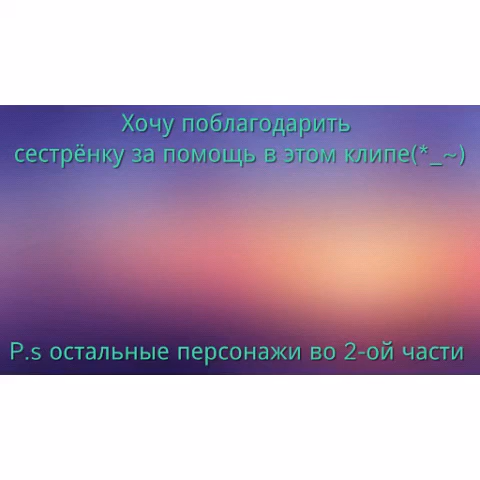 Хочу поблагодарить
сестрёнку за помощь в этом клипе(*_~)
P.s остальные персонажи во 2-ой части